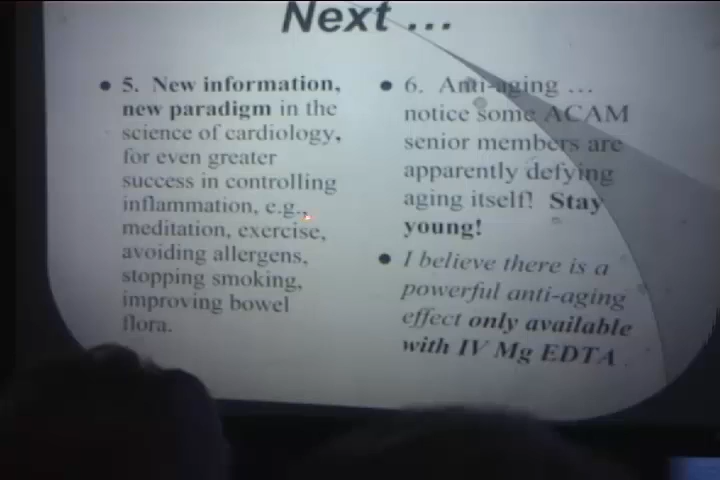 Next ...
• 5. New information,
new paradigm in the
science of cardiology,
for even greater
success in controlling
inflammation, e.g.,
meditation, exercise,
avoiding allergens,
stopping smoking,
improving bowel
flora.
• 6. Anti-aging ...
notice some ACAM
senior members are
apparently defying
aging itself! Stay
young!
• I believe there is a
powerful anti-aging
effect only available
with IV Mg EDTA